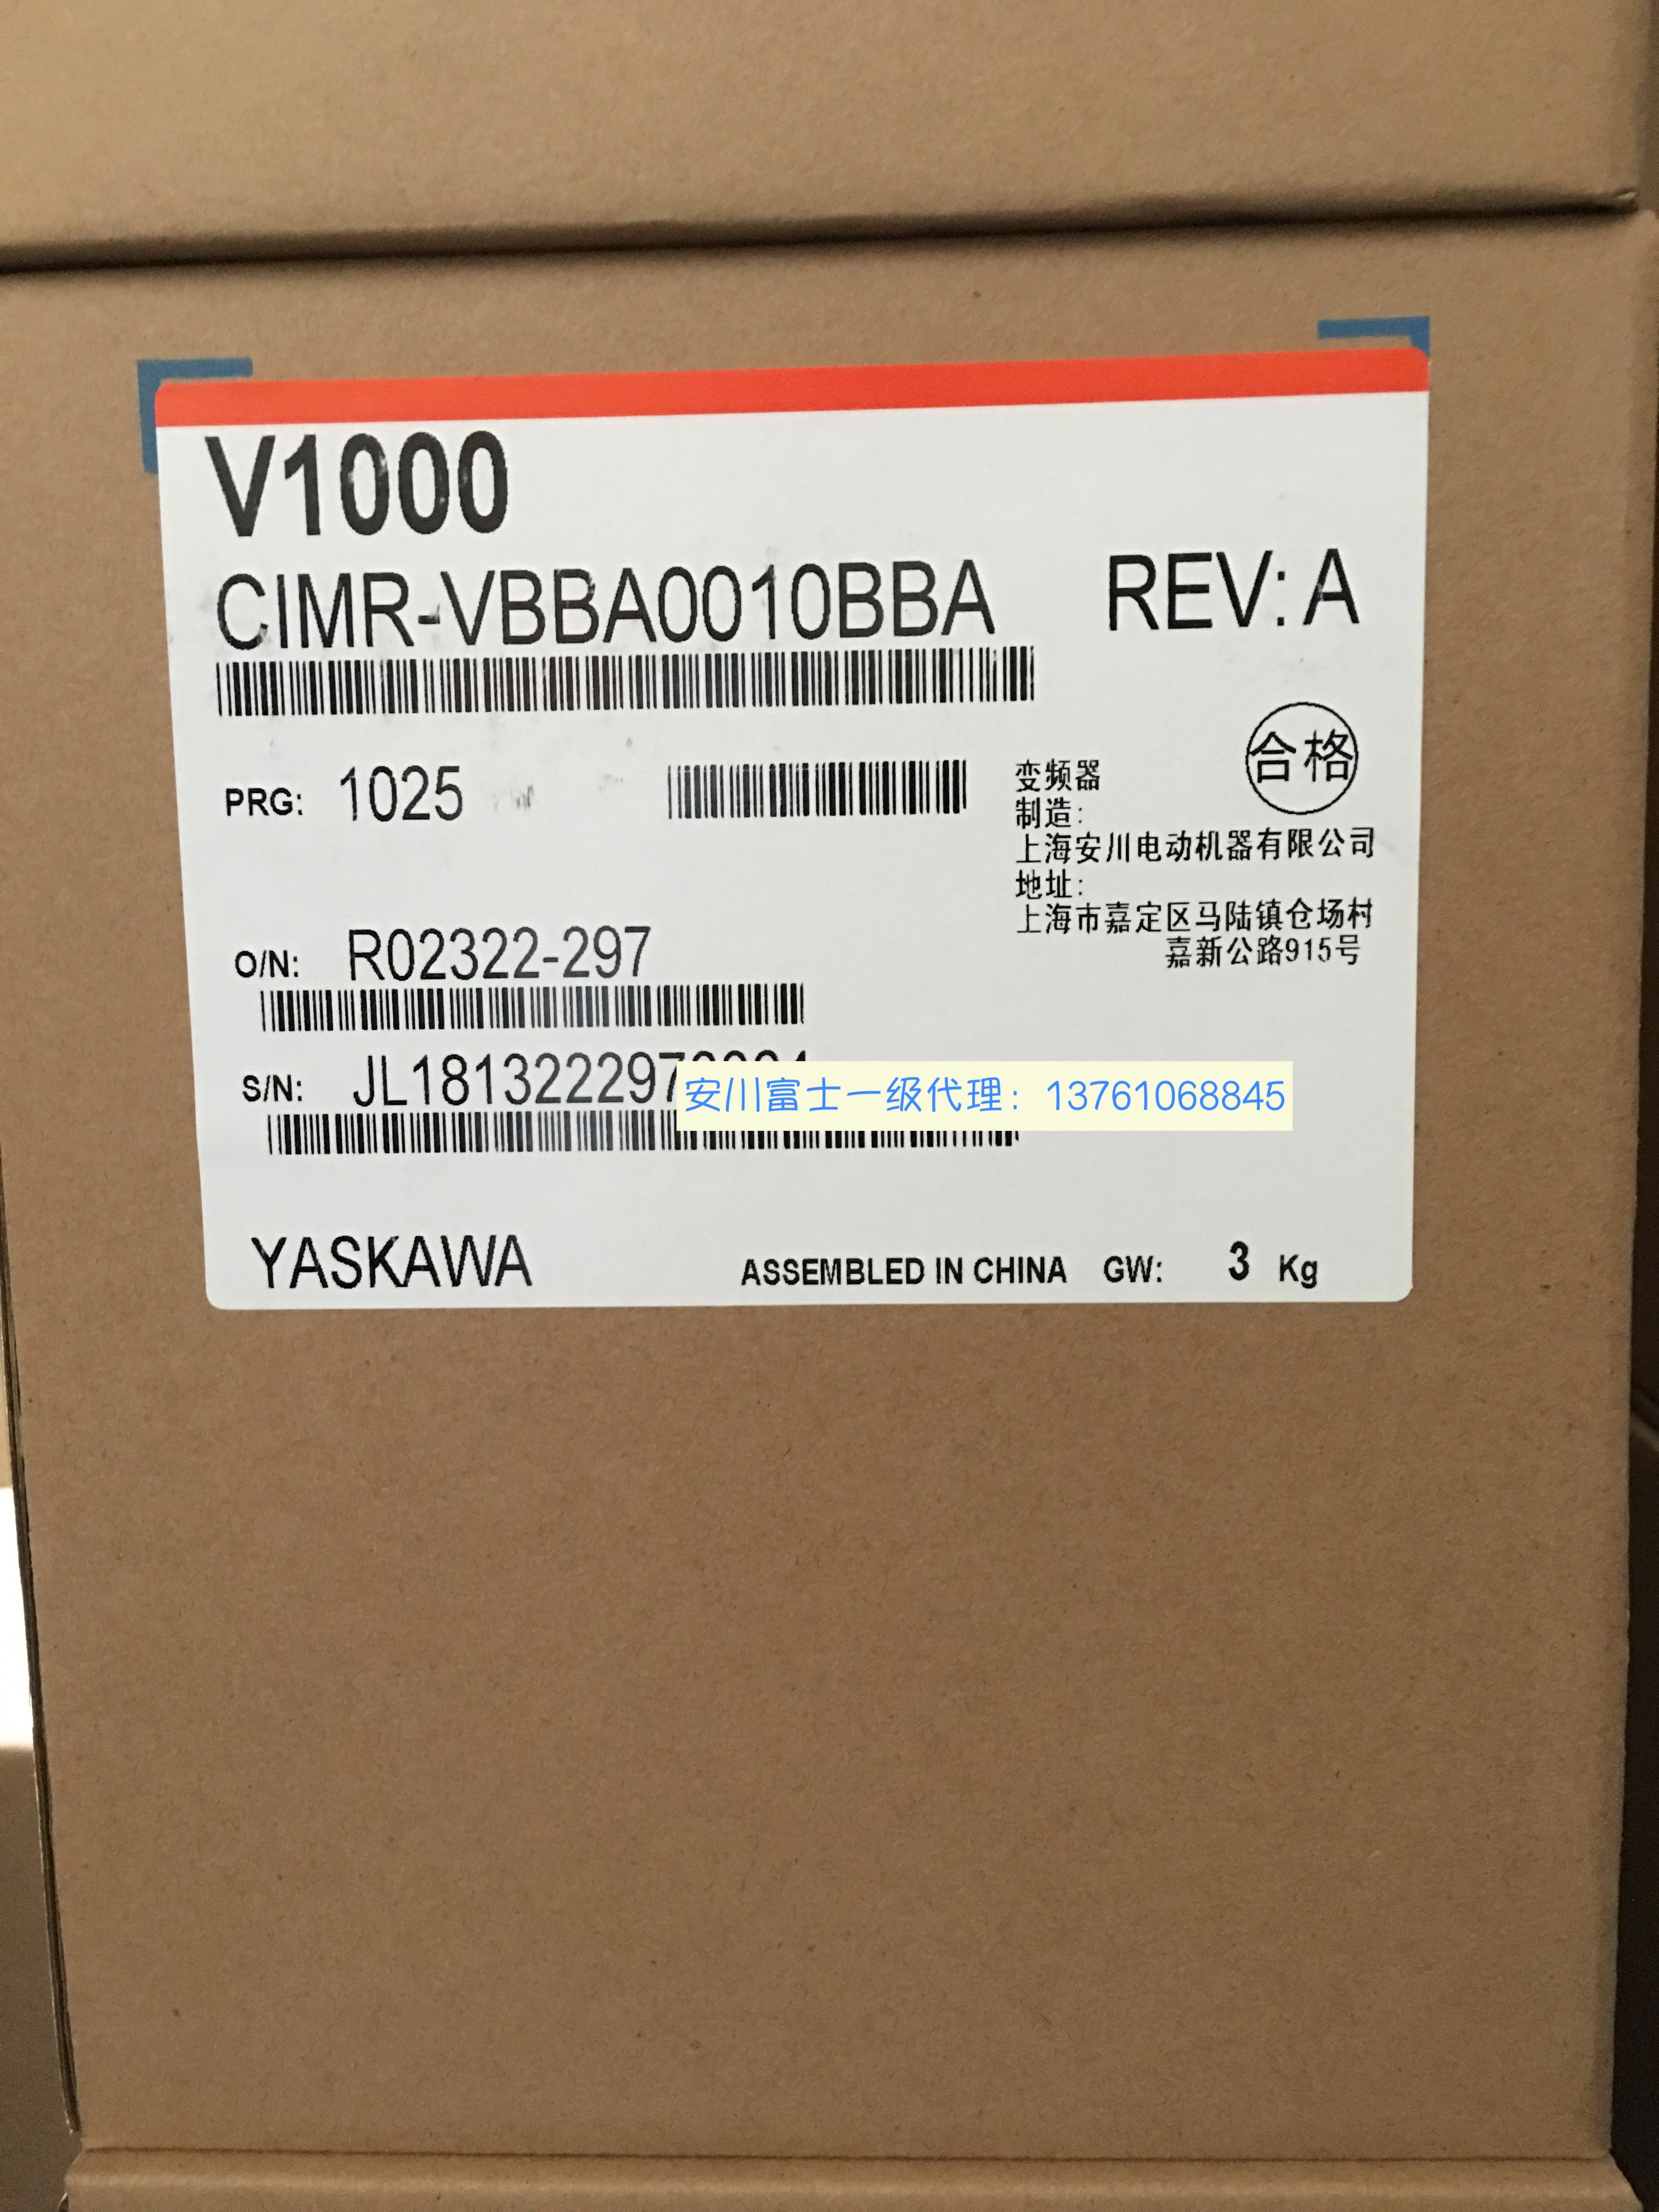 V1000
CIMR-VBBA0010BBA REV: A
合格
PRG: 1025
变频器
制造:
上海安川电动机器有限公司
地址:
上海市嘉定区马陆镇仓场村
嘉新公路915号
O/N: R02322-297
S/N:
安川富士一级代理：13761068845
YASKAWA ASSEMBLED IN CHINA GW: 3 Kg